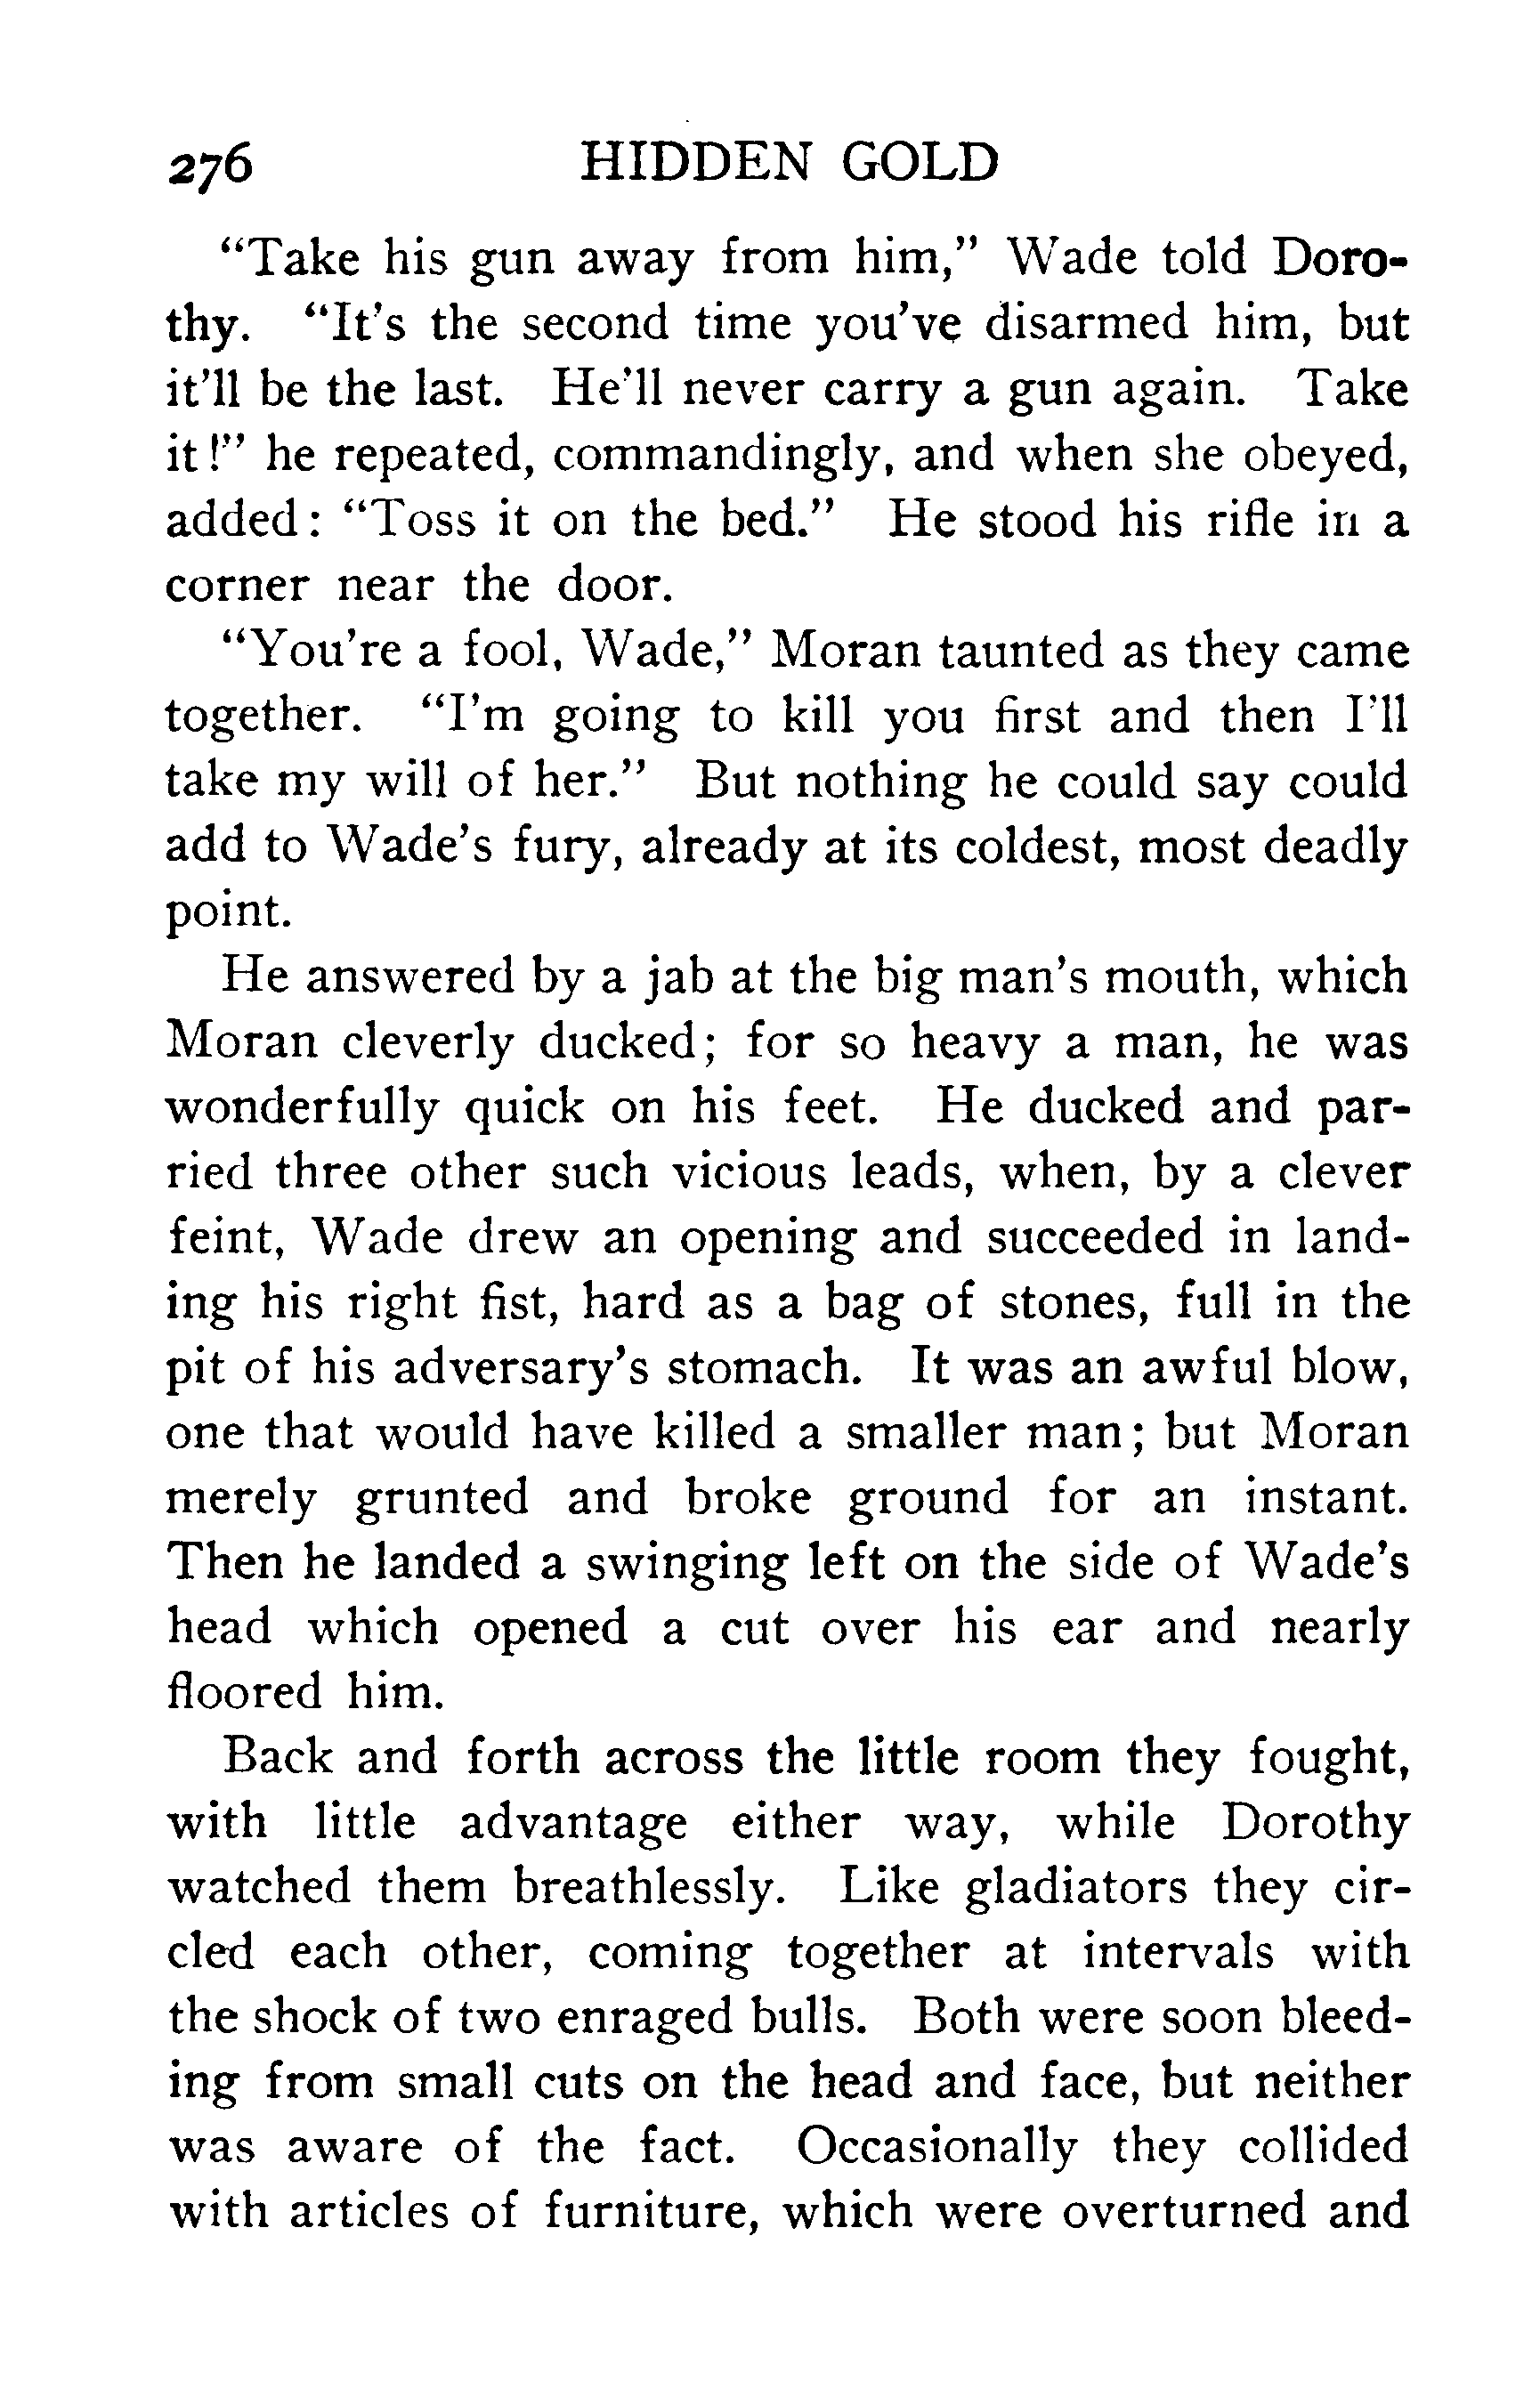 276 HIDDEN GOLD
"Take his gun away from him," Wade told Doro-
thy. "It's the second time you've disarmed him, but
it'll be the last. He'll never carry a gun again. Take
it!" he repeated, commandingly, and when she obeyed,
added: "Toss it on the bed." He stood his rifle in a
corner near the door.
"You're a fool, Wade," Moran taunted as they came
together. "I'm going to kill you first and then I'll
take my will of her." But nothing he could say could
add to Wade's fury, already at its coldest, most deadly
point.
He answered by a jab at the big man's mouth, which
Moran cleverly ducked; for so heavy a man, he was
wonderfully quick on his feet. He ducked and par-
ried three other such vicious leads, when, by a clever
feint, Wade drew an opening and succeeded in land-
ing his right fist, hard as a bag of stones, full in the
pit of his adversary's stomach. It was an awful blow,
one that would have killed a smaller man; but Moran
merely grunted and broke ground for an instant.
Then he landed a swinging left on the side of Wade's
head which opened a cut over his ear and nearly
floored him.
Back and forth across the little room they fought,
with little advantage either way, while Dorothy
watched them breathlessly. Like gladiators they cir-
cled each other, coming together at intervals with
the shock of two enraged bulls. Both were soon bleed-
ing from small cuts on the head and face, but neither
was aware of the fact. Occasionally they collided
with articles of furniture, which were overturned and